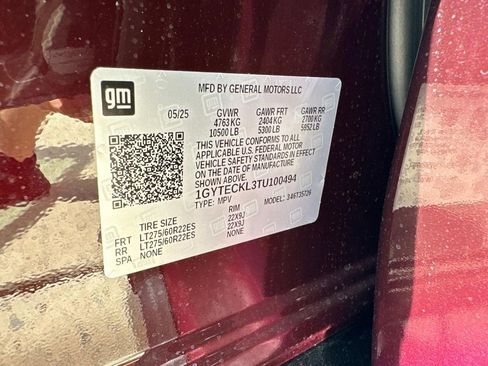 gm
MFD BY GENERAL MOTORS LLC
05/25 GVWR GAWR FRT GAWR RR
4763 KG 2404 KG 2700 KG
10500 LB 5300 LB 5952 LB
THIS VEHICLE CONFORMS TO ALL
APPLICABLE U.S. FEDERAL MOTOR
VEHICLE SAFETY STANDARDS IN EFFECT
ON THE DATE OF MANUFACTURE
SHOWN ABOVE.
1GYTECKL3TU100494
TYPE: MPV MODEL: 346T35726
TIRE SIZE RIM
FRT LT275/60R22ES 22X9J
RR LT275/60R22ES 22X9J
SPA NONE NONE